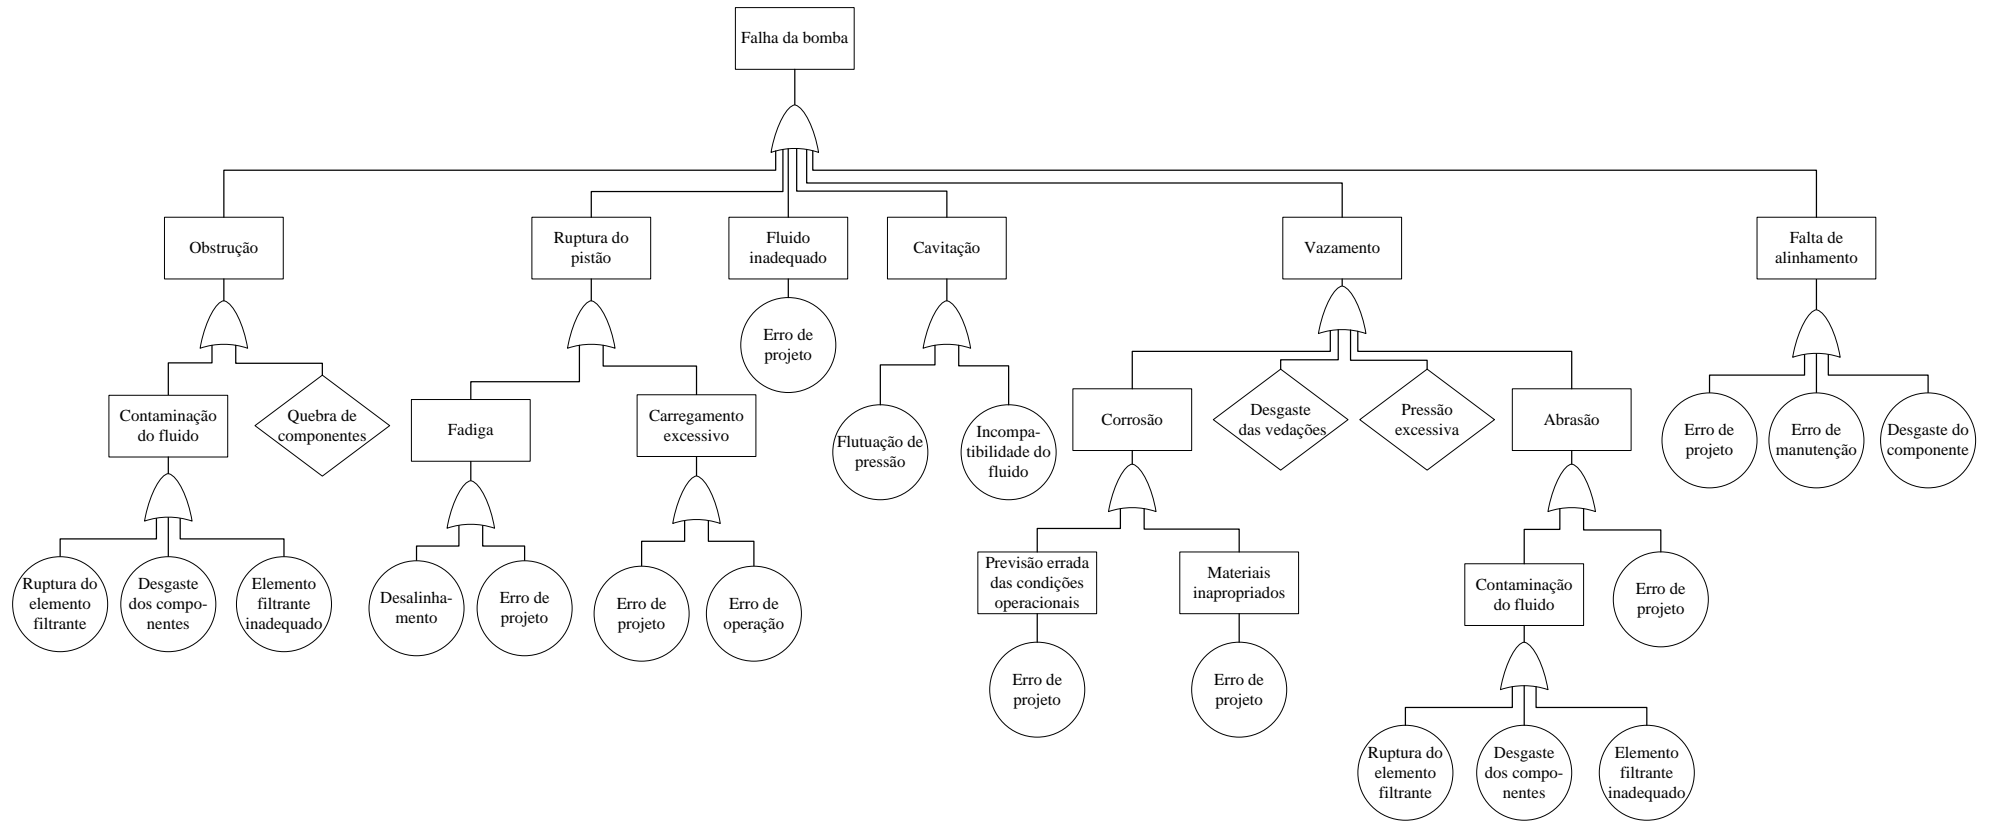 Falha da bomba
Obstrução
Ruptura do
pistão
Fluido
inadequado
Cavitação
Vazamento
Falta de
alinhamento
Erro de
projeto
Contaminação
do fluido
Quebra de
componentes
Fadiga
Carregamento
excessivo
Flutuação de
pressão
Incompa-
tibilidade do
fluido
Corrosão
Desgaste
das vedações
Pressão
excessiva
Abrasão
Erro de
projeto
Erro de
manutenção
Desgaste do
componente
Ruptura do
elemento
filtrante
Desgaste
dos compo-
nentes
Elemento
filtrante
inadequado
Desalinha-
mento
Erro de
projeto
Erro de
projeto
Erro de
operação
Previsão errada
das condições
operacionais
Materiais
inapropriados
Contaminação
do fluido
Erro de
projeto
Erro de
projeto
Erro de
projeto
Ruptura do
elemento
filtrante
Desgaste
dos compo-
nentes
Elemento
filtrante
inadequado